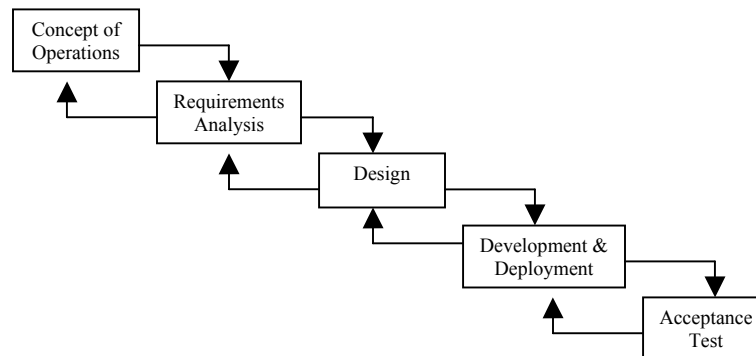 Concept of
Operations
Requirements
Analysis
Design
Development &
Deployment
Acceptance
Test